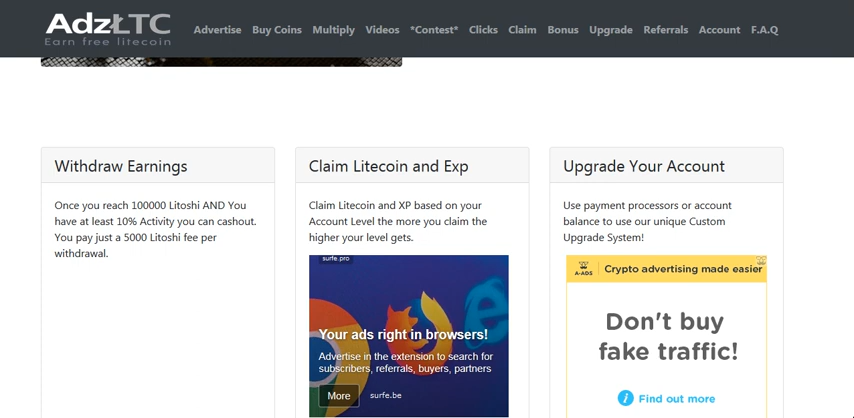 AdzŁTC
Earn free litecoin
Advertise Buy Coins Multiply Videos *Contest* Clicks Claim Bonus Upgrade Referrals Account F.A.Q
Withdraw Earnings
Once you reach 100000 Litoshi AND You
have at least 10% Activity you can cashout.
You pay just a 5000 Litoshi fee per
withdrawal.
Claim Litecoin and Exp
Claim Litecoin and XP based on your
Account Level the more you claim the
higher your level gets.
surfe.pro
Your ads right in browsers!
Advertise in the extension to search for
subscribers, referrals, buyers, partners
More surfe.be
Upgrade Your Account
Use payment processors or account
balance to use our unique Custom
Upgrade System!
A-ADS Crypto advertising made easier
Don't buy
fake traffic!
i Find out more